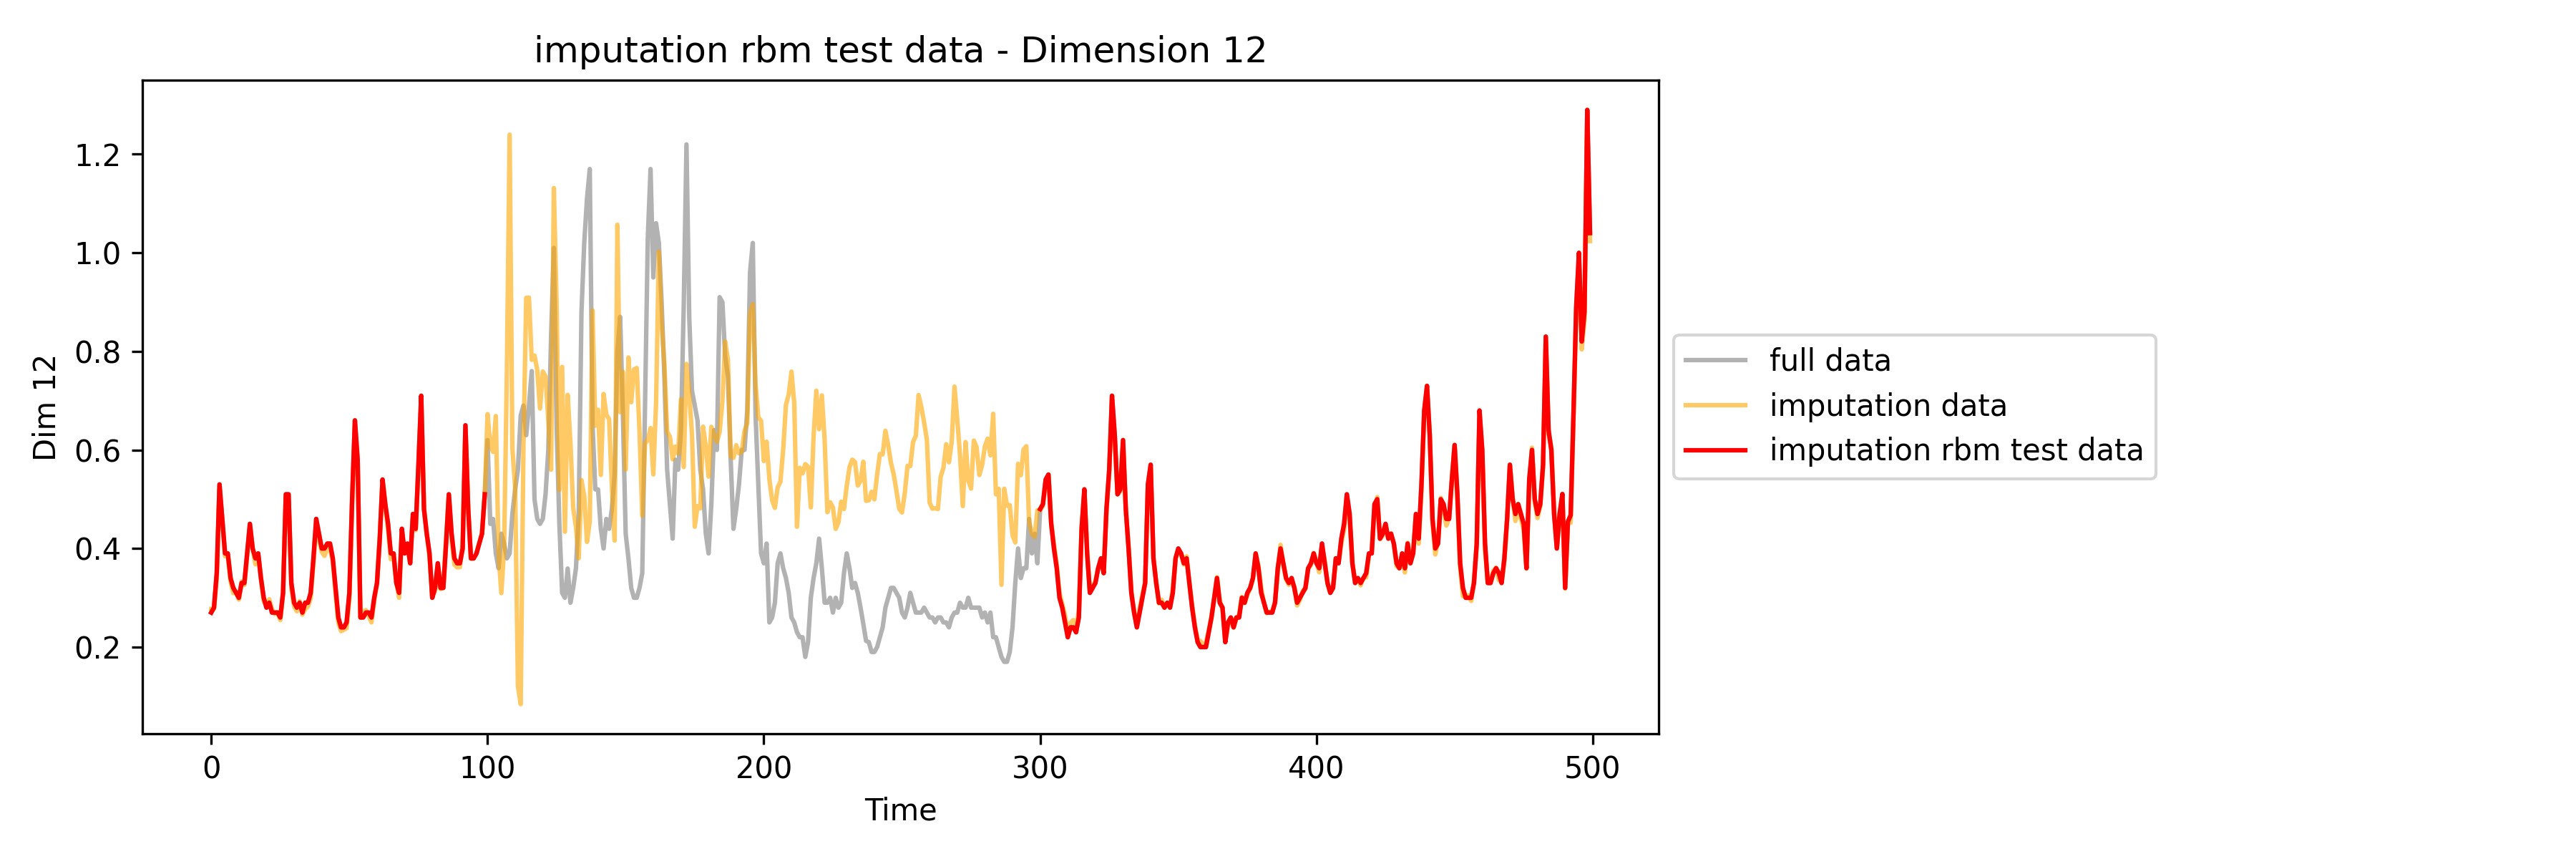 imputation rbm test data - Dimension 12
1.2
1.0
0.8
0.6
0.4
0.2
Dim 12
0
100
200
300
400
500
Time
full data
imputation data
imputation rbm test data